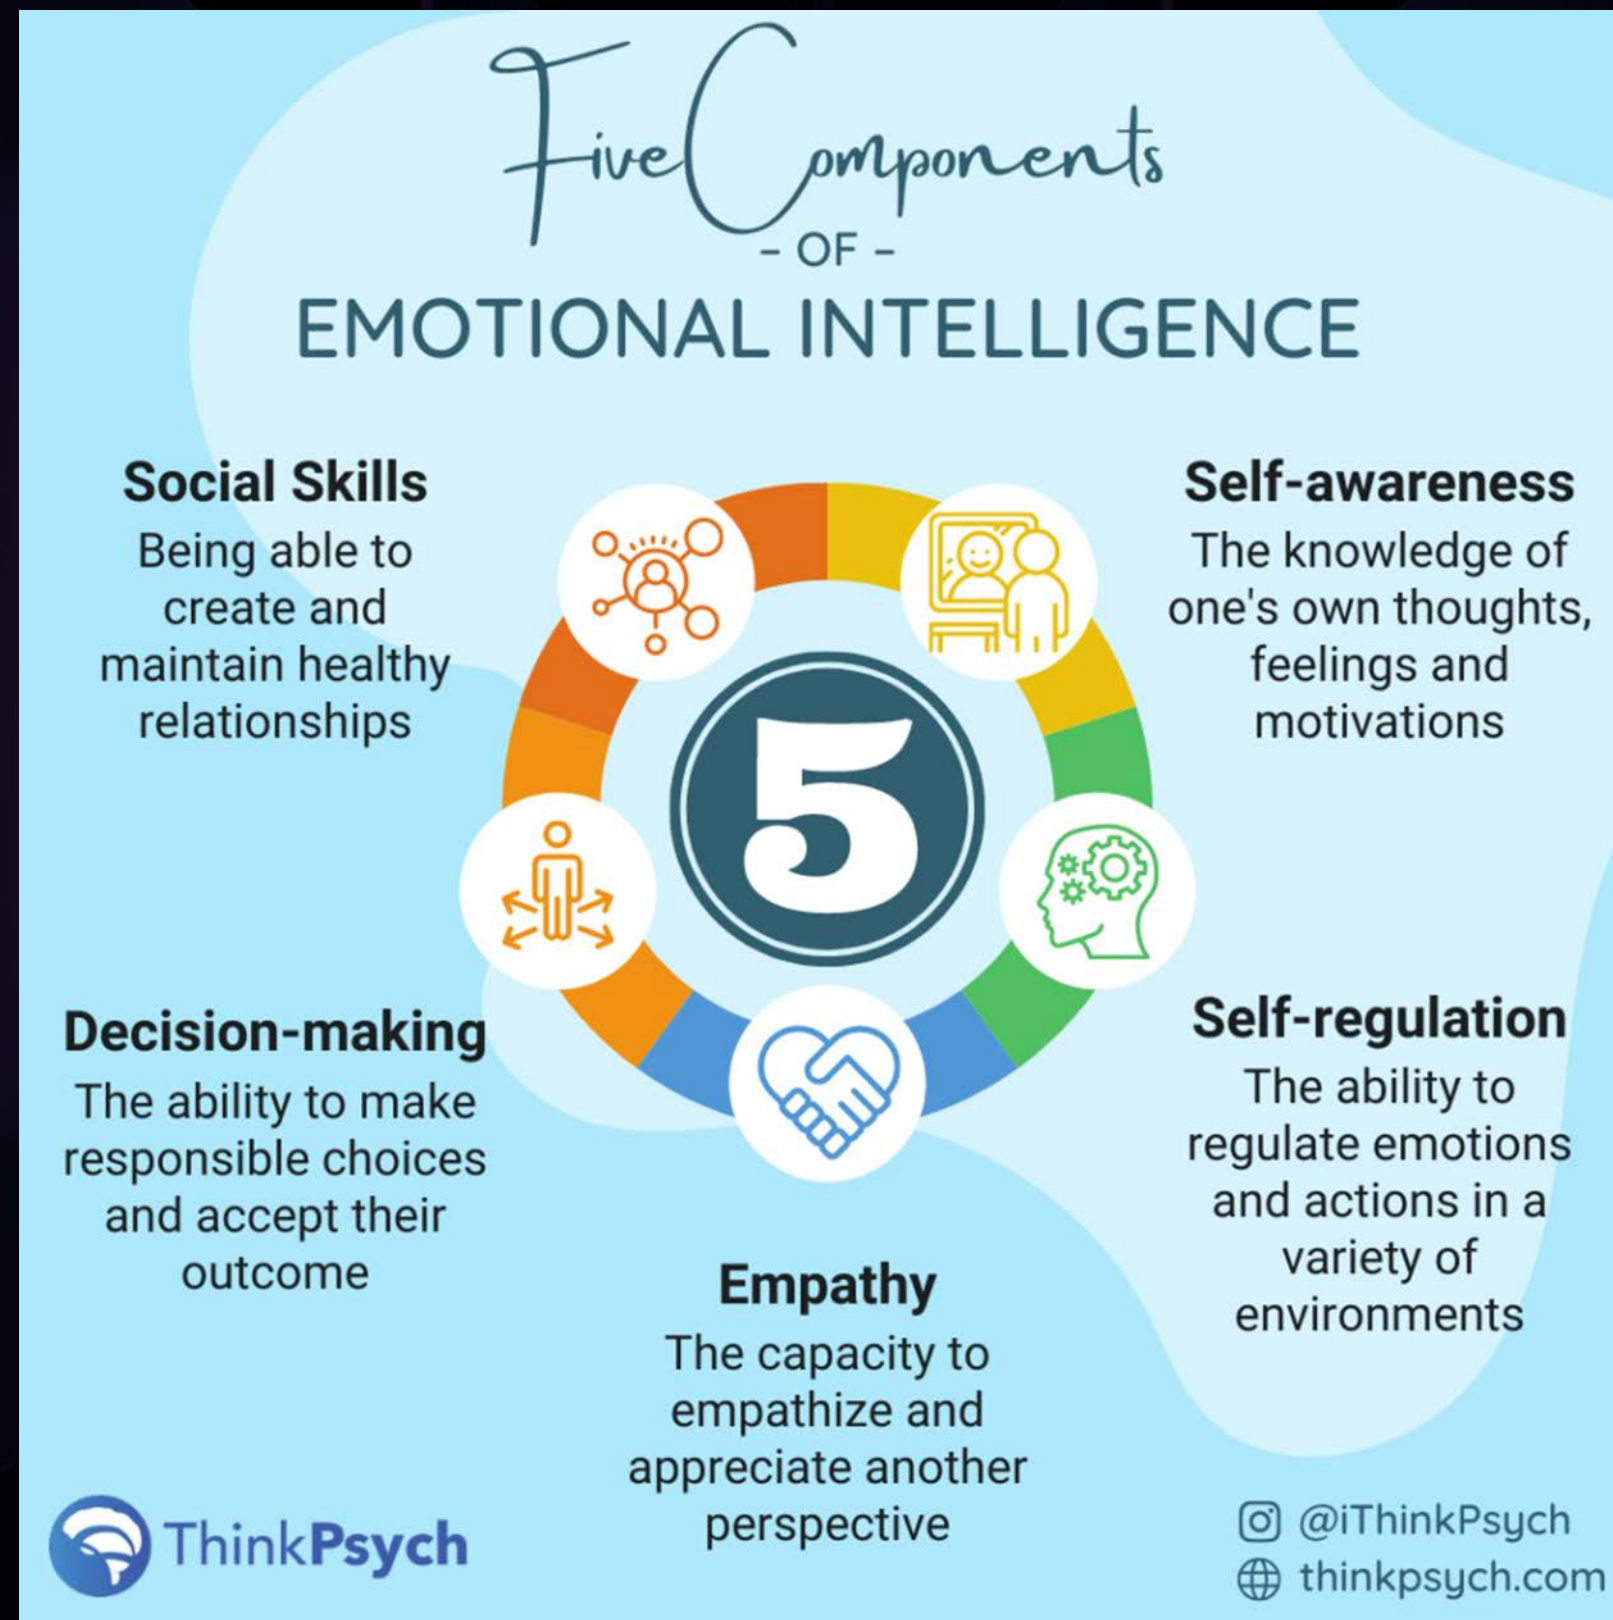 Five Components
- OF -
EMOTIONAL INTELLIGENCE
Social Skills
Being able to
create and
maintain healthy
relationships
Self-awareness
The knowledge of
one's own thoughts,
feelings and
motivations
5
Decision-making
The ability to make
responsible choices
and accept their
outcome
Self-regulation
The ability to
regulate emotions
and actions in a
variety of
environments
Empathy
The capacity to
empathize and
appreciate another
perspective
ThinkPsych
@iThinkPsych
thinkpsych.com